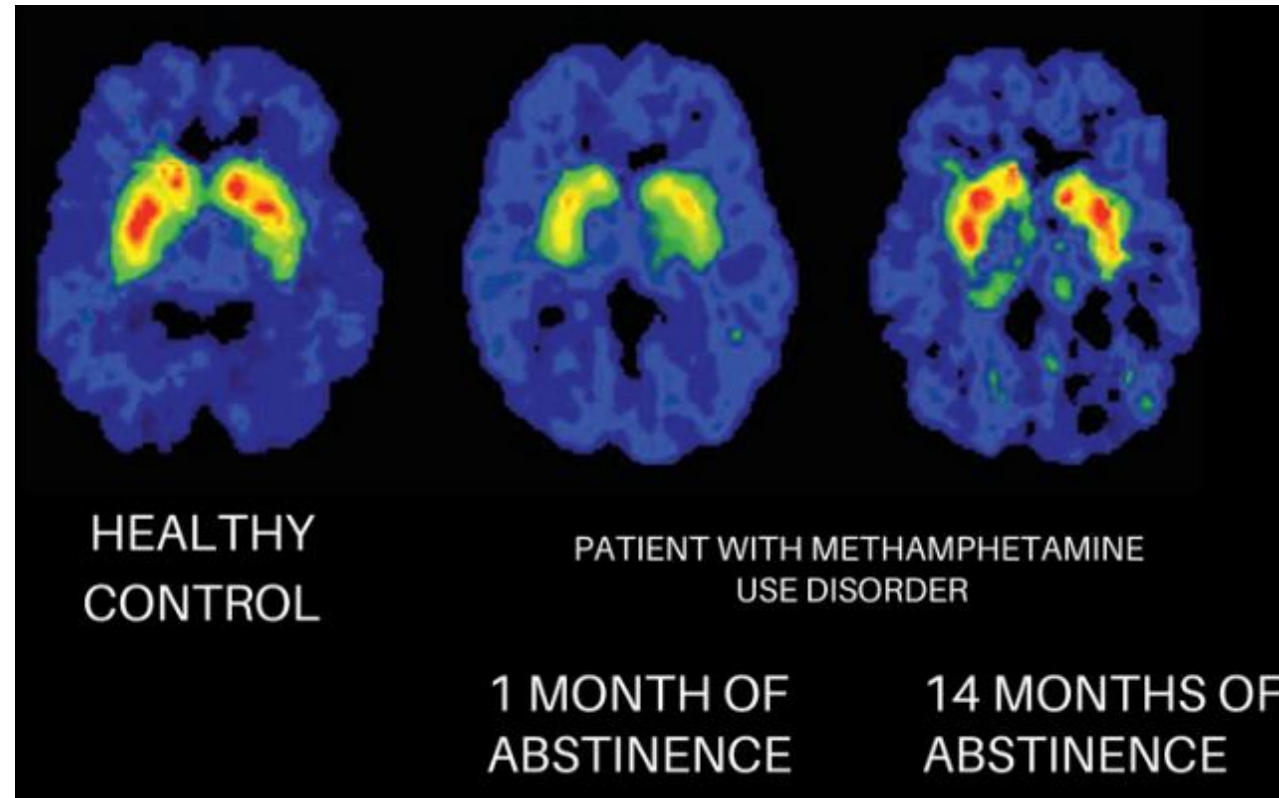 HEALTHY
CONTROL
PATIENT WITH METHAMPHETAMINE
USE DISORDER
1 MONTH OF
ABSTINENCE
14 MONTHS OF
ABSTINENCE